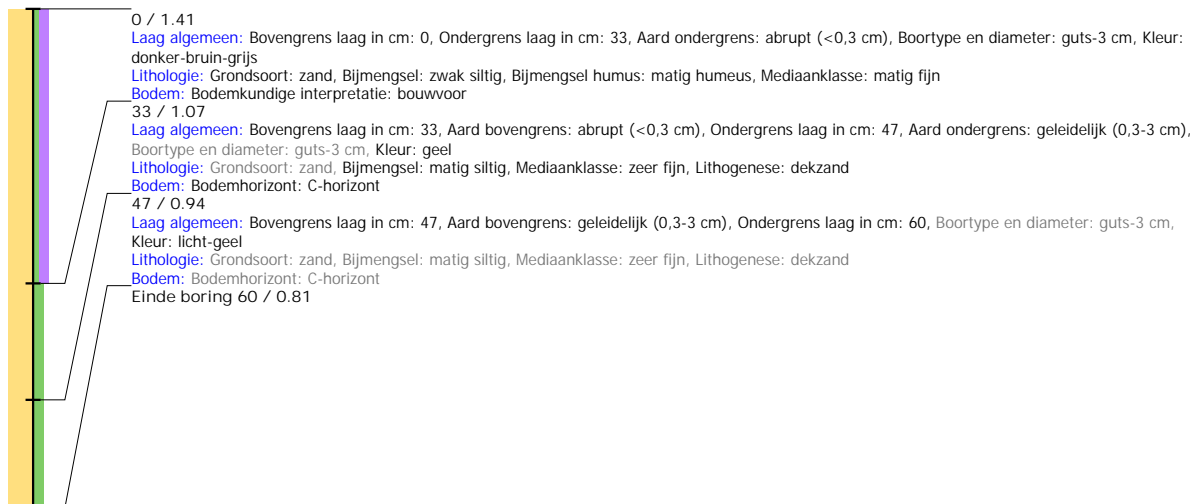 0 / 1.41
Laag algemeen: Bovengrens laag in cm: 0, Ondergrens laag in cm: 33, Aard ondergrens: abrupt (<0,3 cm), Boortype en diameter: guts-3 cm, Kleur:
donker-bruin-grijs
Lithologie: Grondsoort: zand, Bijmengsel: zwak siltig, Bijmengsel humus: matig humeus, Mediaanklasse: matig fijn
Bodem: Bodemkundige interpretatie: bouwvoor
33 / 1.07
Laag algemeen: Bovengrens laag in cm: 33, Aard bovengrens: abrupt (<0,3 cm), Ondergrens laag in cm: 47, Aard ondergrens: geleidelijk (0,3-3 cm),
Boortype en diameter: guts-3 cm, Kleur: geel
Lithologie: Grondsoort: zand, Bijmengsel: matig siltig, Mediaanklasse: zeer fijn, Lithogenese: dekzand
Bodem: Bodemhorizont: C-horizont
47 / 0.94
Laag algemeen: Bovengrens laag in cm: 47, Aard bovengrens: geleidelijk (0,3-3 cm), Ondergrens laag in cm: 60, Boortype en diameter: guts-3 cm,
Kleur: licht-geel
Lithologie: Grondsoort: zand, Bijmengsel: matig siltig, Mediaanklasse: zeer fijn, Lithogenese: dekzand
Bodem: Bodemhorizont: C-horizont
Einde boring 60 / 0.81